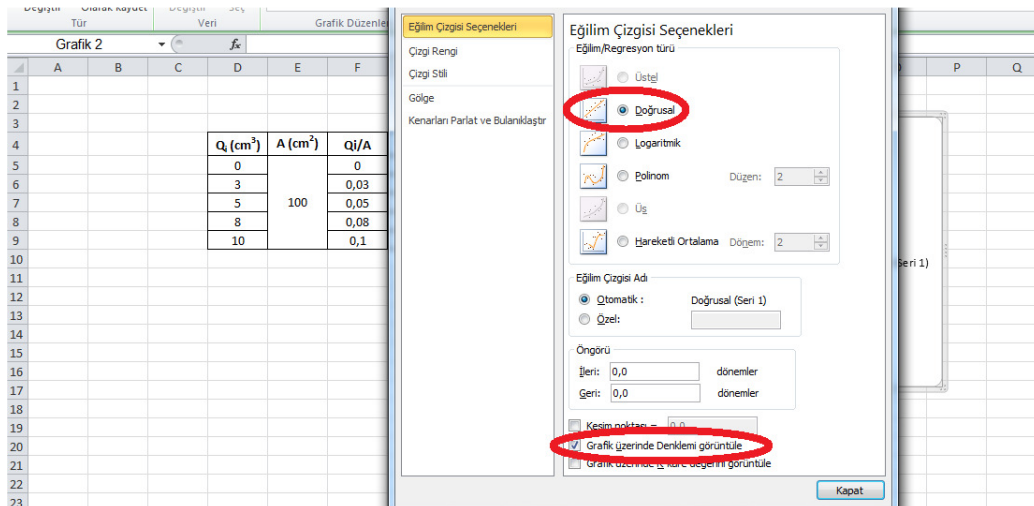 Değiştir Olarak Kaydet Değiştir Seç
Tür Veri Grafik Düzenle
Grafik 2 fx
A B C D E F P Q
1
2
3
4 Qᵢ (cm³) A (cm²) Qi/A
5 0 0
6 3 0,03
7 5 100 0,05
8 8 0,08
9 10 0,1
10
11
12
13
14
15
16
17
18
19
20
21
22
23
Eğilim Çizgisi Seçenekleri
Çizgi Rengi
Çizgi Stili
Gölge
Kenarları Parlat ve Bulanıklaştır
Eğilim Çizgisi Seçenekleri
Eğilim/Regresyon türü
Üstel
Doğrusal
Logaritmik
Polinom Düzen: 2
Üs
Hareketli Ortalama Dönem: 2
Eğilim Çizgisi Adı
Otomatik : Doğrusal (Seri 1)
Özel:
Öngörü
İleri: 0,0 dönemler
Geri: 0,0 dönemler
Kesim noktası = 0,0
Grafik üzerinde Denklemi görüntüle
Grafik üzerinde R-kare değerini görüntüle
Kapat
Seri 1)